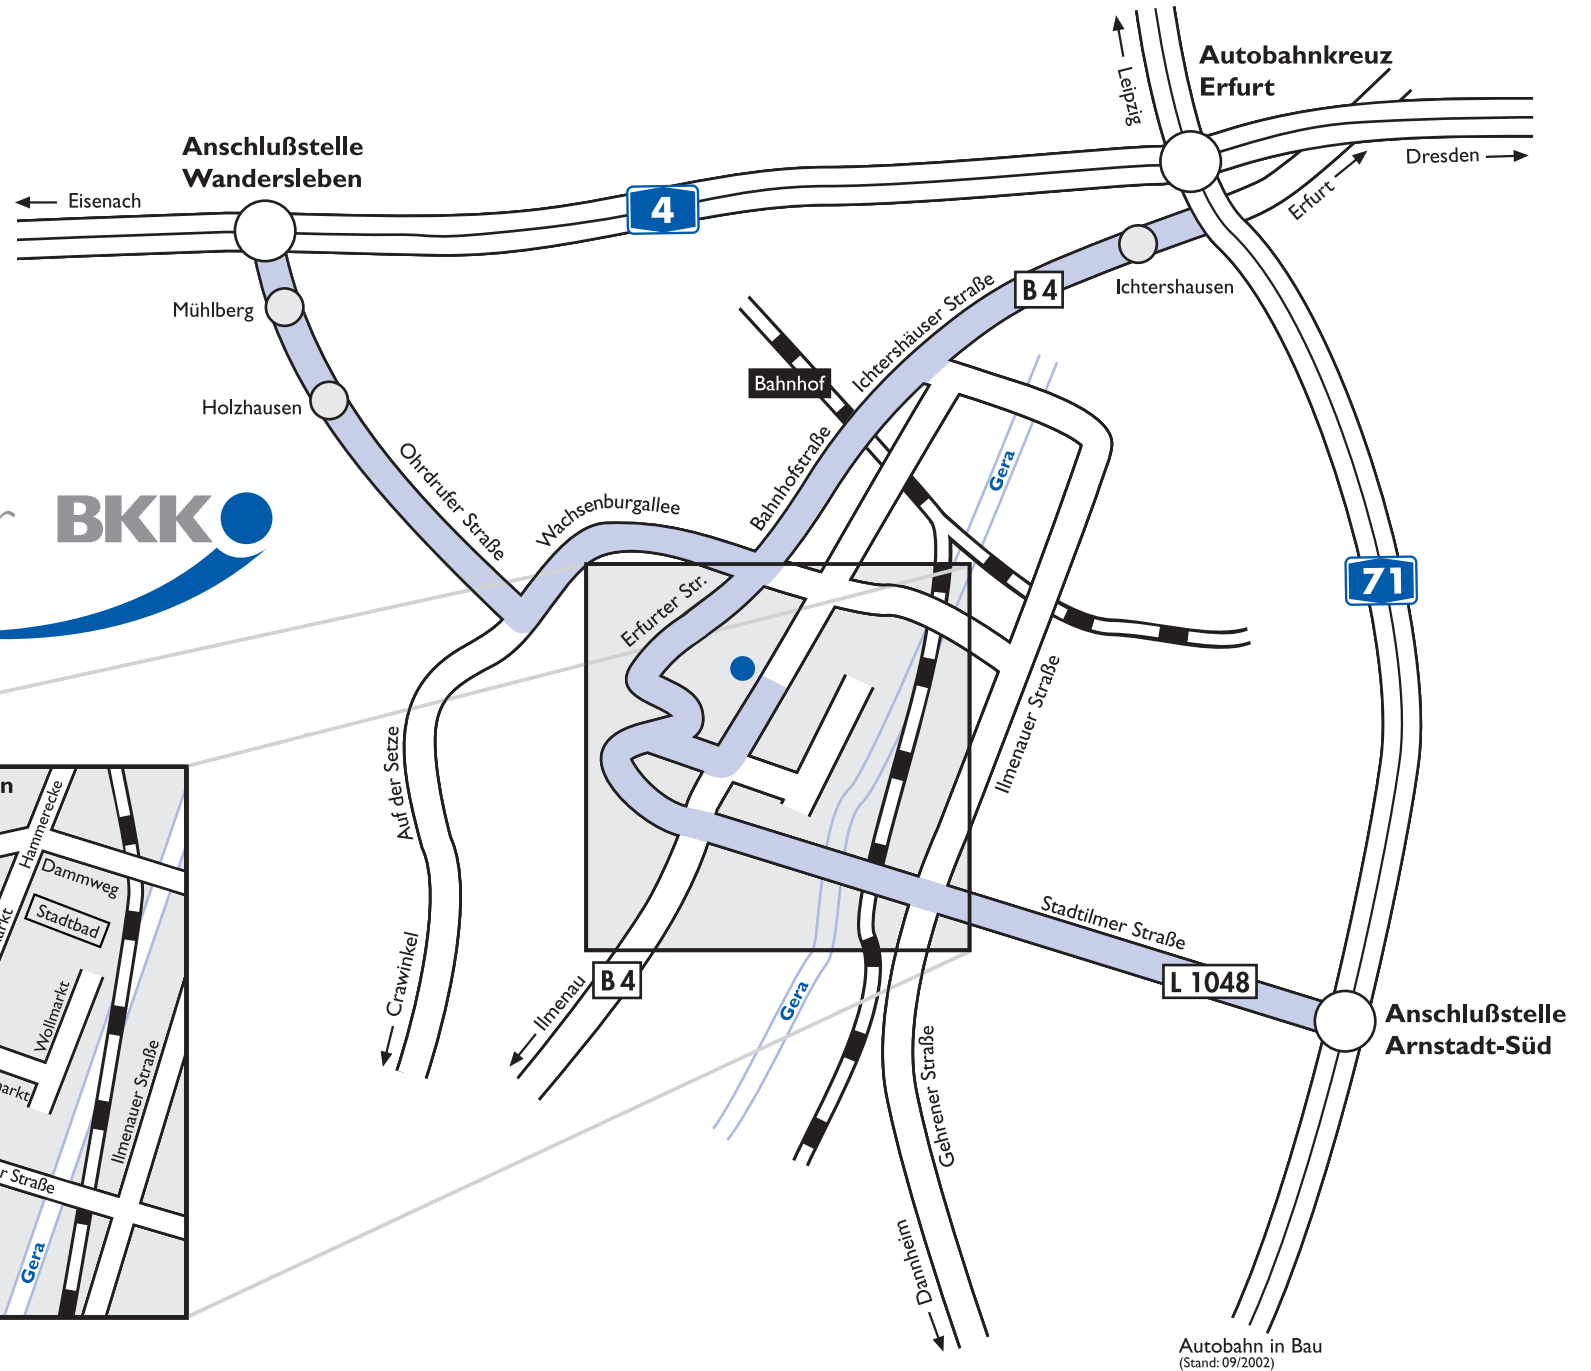 Leipzig
Autobahnkreuz
Erfurt
Dresden
Erfurt
Anschlußstelle
Wandersleben
Eisenach
4
Mühlberg
Holzhausen
Ichtershausen
B 4
Ichtershäuser Straße
Bahnhof
Bahnhofstraße
Gera
Ohrdrufer Straße
Wachsenburgallee
BKK
71
Erfurter Str.
Ilmenauer Straße
Auf der Setze
Crawinkel
Ilmenau
B 4
Gera
Stadtilmer Straße
L 1048
Anschlußstelle
Arnstadt-Süd
Gehrener Straße
Dannheim
Autobahn in Bau
(Stand: 09/2002)
n
Hammerecke
Dammweg
Stadtbad
Wollmarkt
arkt
Ilmenauer Straße
r Straße
Gera